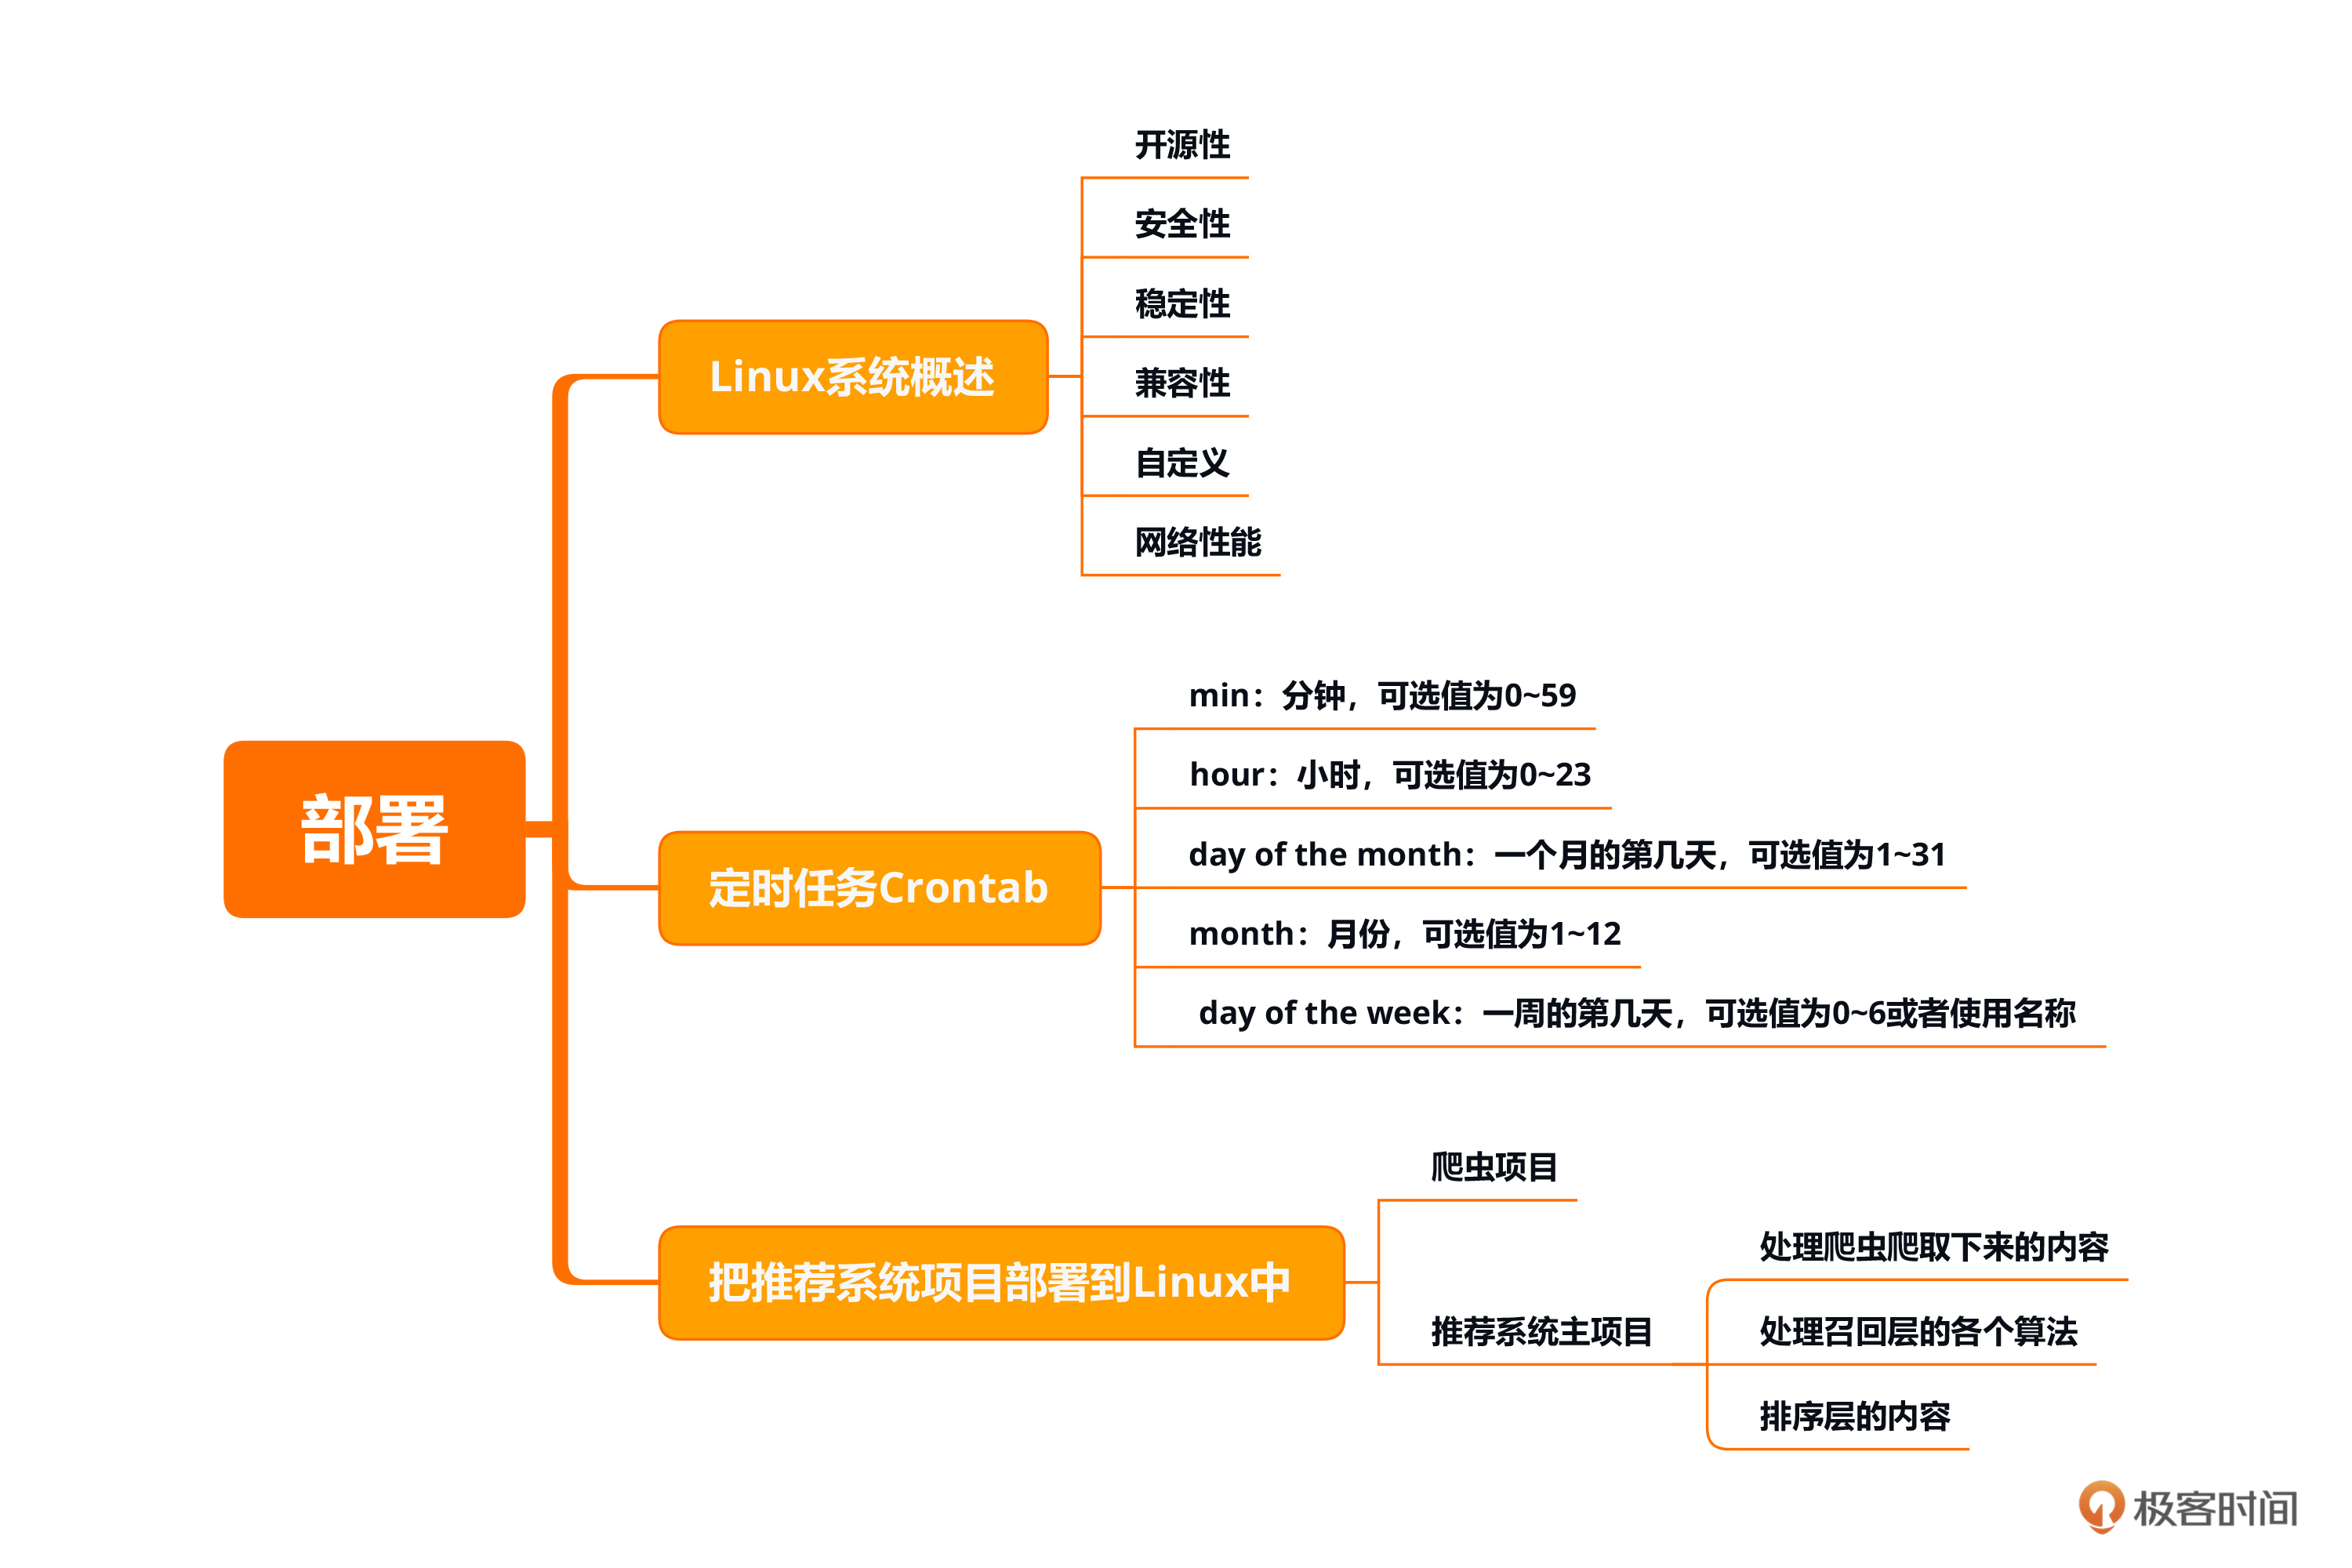 部署
Linux系统概述
开源性
安全性
稳定性
兼容性
自定义
网络性能
定时任务Crontab
min：分钟，可选值为0~59
hour：小时，可选值为0~23
day of the month：一个月的第几天，可选值为1~31
month：月份，可选值为1~12
day of the week：一周的第几天，可选值为0~6或者使用名称
把推荐系统项目部署到Linux中
爬虫项目
推荐系统主项目
处理爬虫爬取下来的内容
处理召回层的各个算法
排序层的内容
极客时间